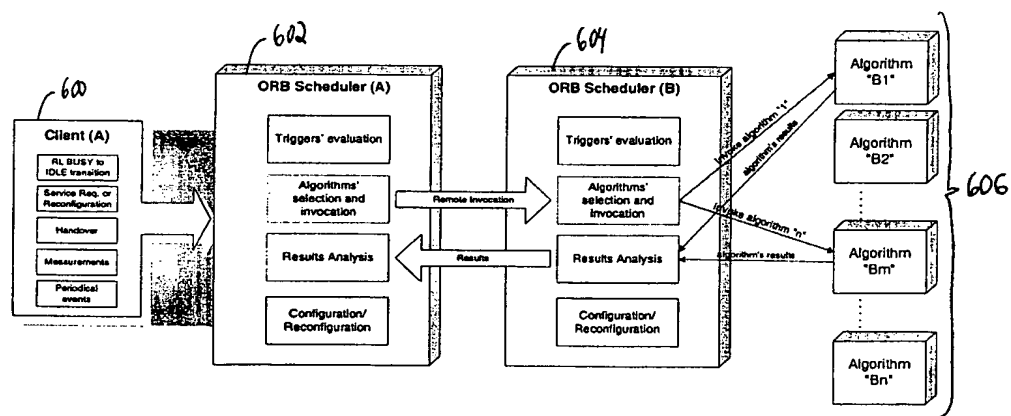 600
Client (A)
RL BUSY to
IDLE transition
Service Req. or
Reconfiguration
Handover
Measurements
Periodical
events
602
ORB Scheduler (A)
Triggers' evaluation
Algorithms'
selection and
invocation
Results Analysis
Configuration/
Reconfiguration
Remote Invocation
Results
604
ORB Scheduler (B)
Triggers' evaluation
Algorithms'
selection and
Invocation
Results Analysis
Configuration/
Reconfiguration
Invoke algorithm "1"
algorithm's results
Invoke algorithm "n"
algorithm's results
Algorithm
"B1"
Algorithm
"B2"
Algorithm
"Bm"
Algorithm
"Bn"
606